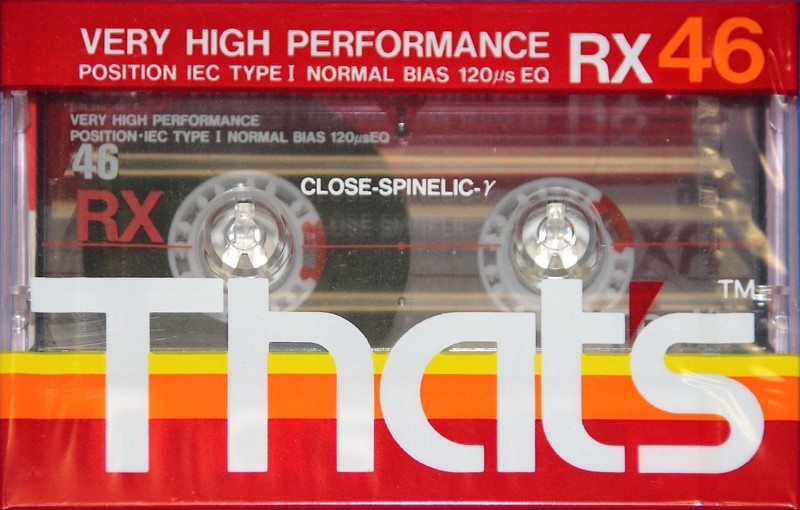 VERY HIGH PERFORMANCE RX 46
POSITION IEC TYPE I NORMAL BIAS 120μs EQ
VERY HIGH PERFORMANCE
POSITION·IEC TYPE I NORMAL BIAS 120μsEQ
46
RX
CLOSE-SPINELIC-γ
That's TM